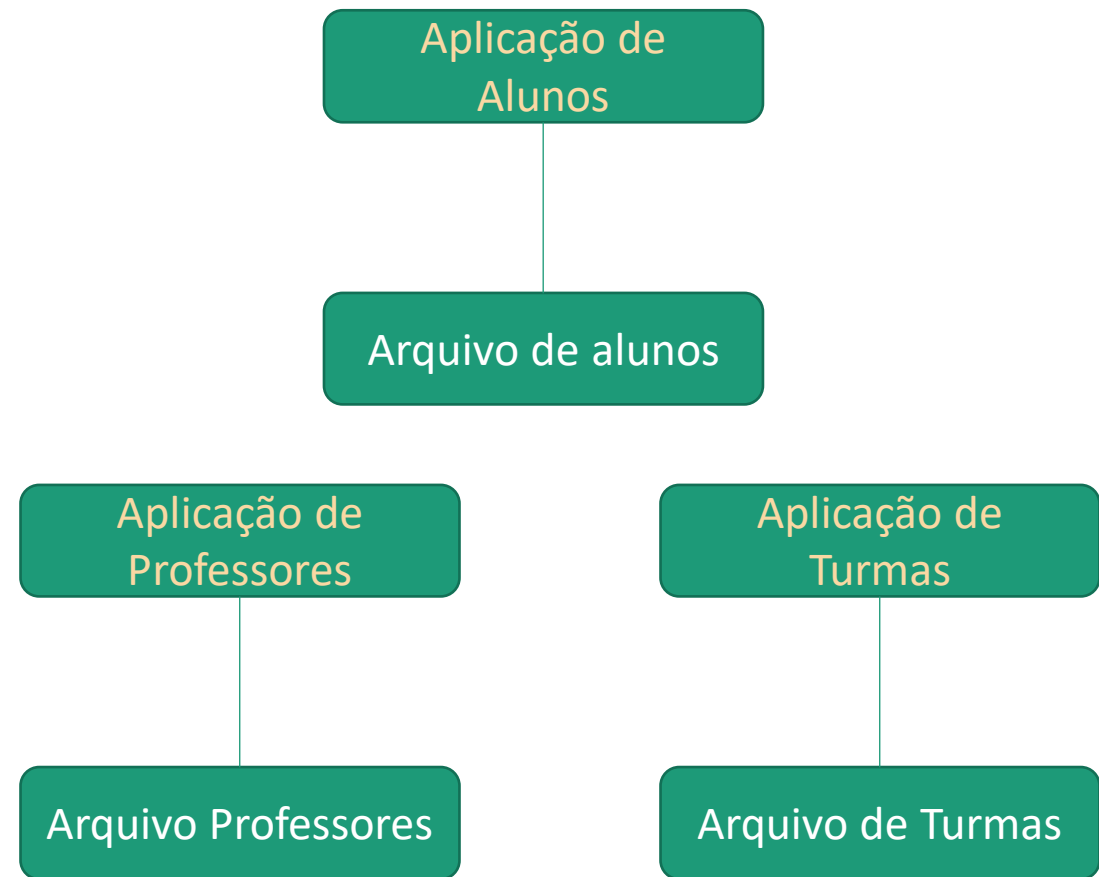 Aplicação de
Alunos
Arquivo de alunos
Aplicação de
Professores
Aplicação de
Turmas
Arquivo Professores
Arquivo de Turmas